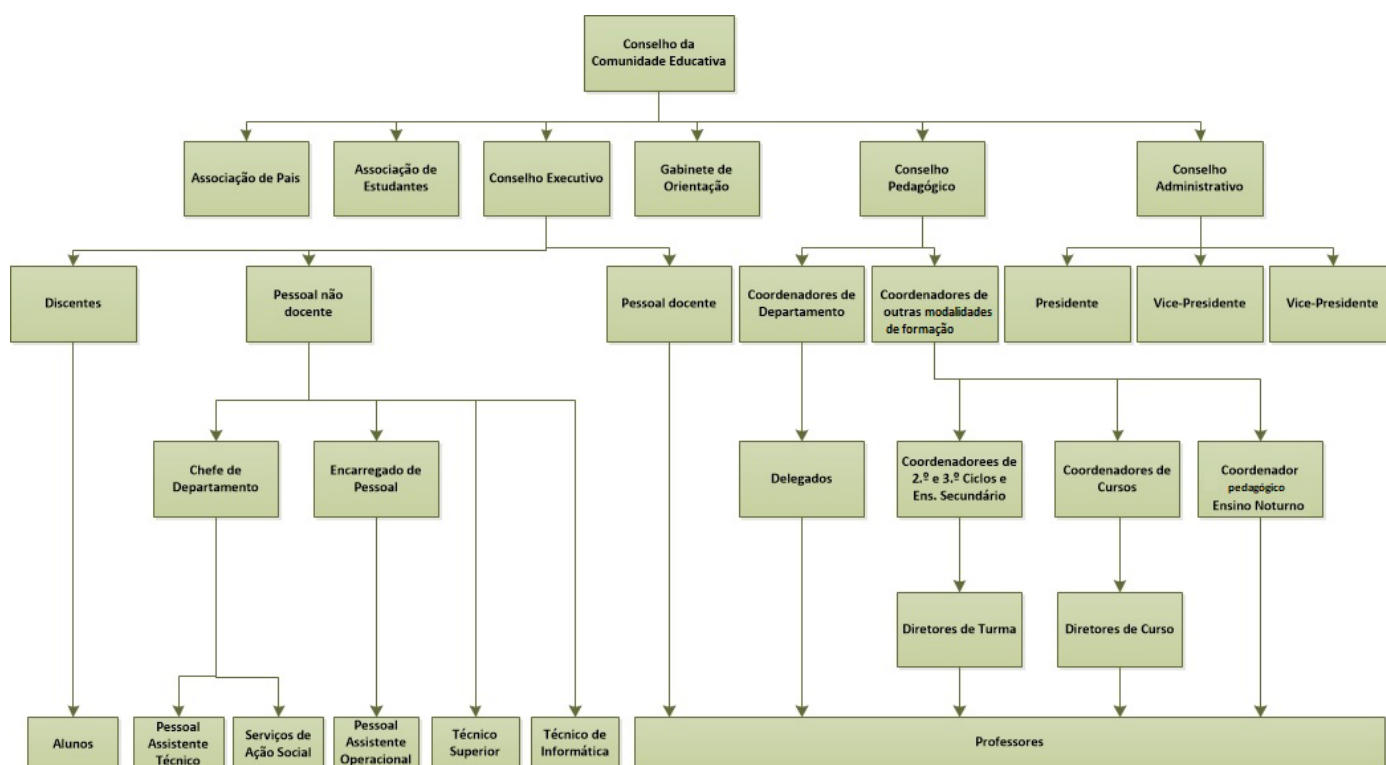 Conselho da
Comunidade Educativa
Associação de Pais
Associação de
Estudantes
Conselho Executivo
Gabinete de
Orientação
Conselho
Pedagógico
Conselho
Administrativo
Discentes
Pessoal não
docente
Pessoal docente
Coordenadores de
Departamento
Coordenadores de
outras modalidades
de formação
Presidente
Vice-Presidente
Vice-Presidente
Chefe de
Departamento
Encarregado de
Pessoal
Delegados
Coordenadorees de
2.º e 3.º Ciclos e
Ens. Secundário
Coordenadores de
Cursos
Coordenador
pedagógico
Ensino Noturno
Diretores de Turma
Diretores de Curso
Alunos
Pessoal
Assistente
Técnico
Serviços de
Ação Social
Pessoal
Assistente
Operacional
Técnico
Superior
Técnico de
Informática
Professores